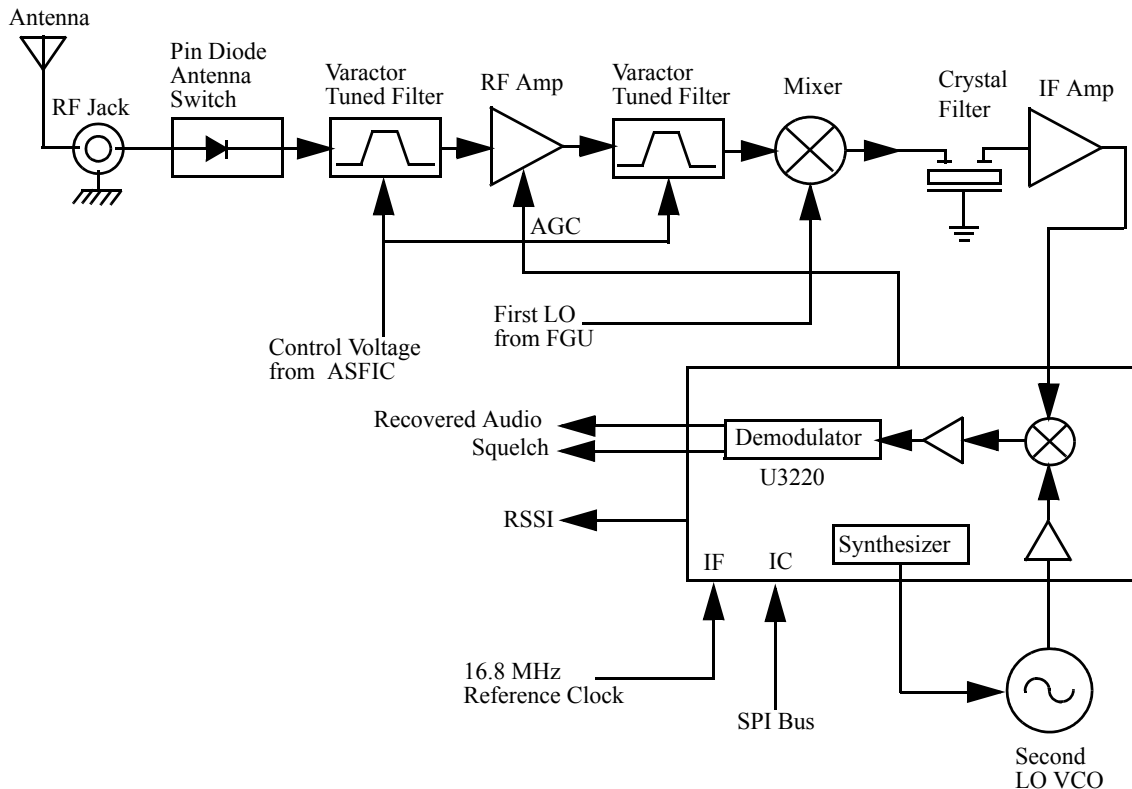 Antenna
RF Jack
Pin Diode
Antenna
Switch
Varactor
Tuned Filter
RF Amp
Varactor
Tuned Filter
Mixer
Crystal
Filter
IF Amp
AGC
First LO
from FGU
Control Voltage
from ASFIC
Recovered Audio
Squelch
Demodulator
U3220
RSSI
Synthesizer
IF IC
16.8 MHz
Reference Clock
SPI Bus
Second
LO VCO